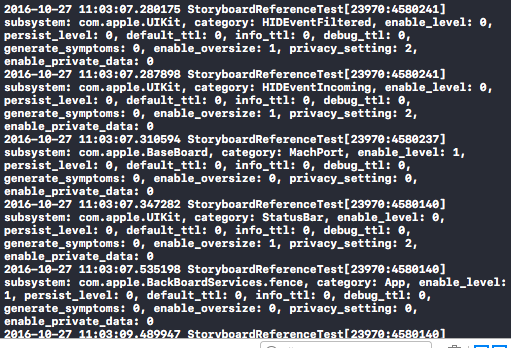 2016-10-27 11:03:07.280175 StoryboardReferenceTest[23970:4580241]
subsystem: com.apple.UIKit, category: HIDEventFiltered, enable_level: 0,
persist_level: 0, default_ttl: 0, info_ttl: 0, debug_ttl: 0,
generate_symptoms: 0, enable_oversize: 1, privacy_setting: 2,
enable_private_data: 0
2016-10-27 11:03:07.287898 StoryboardReferenceTest[23970:4580241]
subsystem: com.apple.UIKit, category: HIDEventIncoming, enable_level: 0,
persist_level: 0, default_ttl: 0, info_ttl: 0, debug_ttl: 0,
generate_symptoms: 0, enable_oversize: 1, privacy_setting: 2,
enable_private_data: 0
2016-10-27 11:03:07.310594 StoryboardReferenceTest[23970:4580237]
subsystem: com.apple.BaseBoard, category: MachPort, enable_level: 1,
persist_level: 0, default_ttl: 0, info_ttl: 0, debug_ttl: 0,
generate_symptoms: 0, enable_oversize: 0, privacy_setting: 0,
enable_private_data: 0
2016-10-27 11:03:07.347282 StoryboardReferenceTest[23970:4580140]
subsystem: com.apple.UIKit, category: StatusBar, enable_level: 0,
persist_level: 0, default_ttl: 0, info_ttl: 0, debug_ttl: 0,
generate_symptoms: 0, enable_oversize: 1, privacy_setting: 2,
enable_private_data: 0
2016-10-27 11:03:07.535198 StoryboardReferenceTest[23970:4580140]
subsystem: com.apple.BackBoardServices.fence, category: App, enable_level:
1, persist_level: 0, default_ttl: 0, info_ttl: 0, debug_ttl: 0,
generate_symptoms: 0, enable_oversize: 0, privacy_setting: 0,
enable_private_data: 0
2016-10-27 11:03:09.489947 StoryboardReferenceTest[23970:4580140]